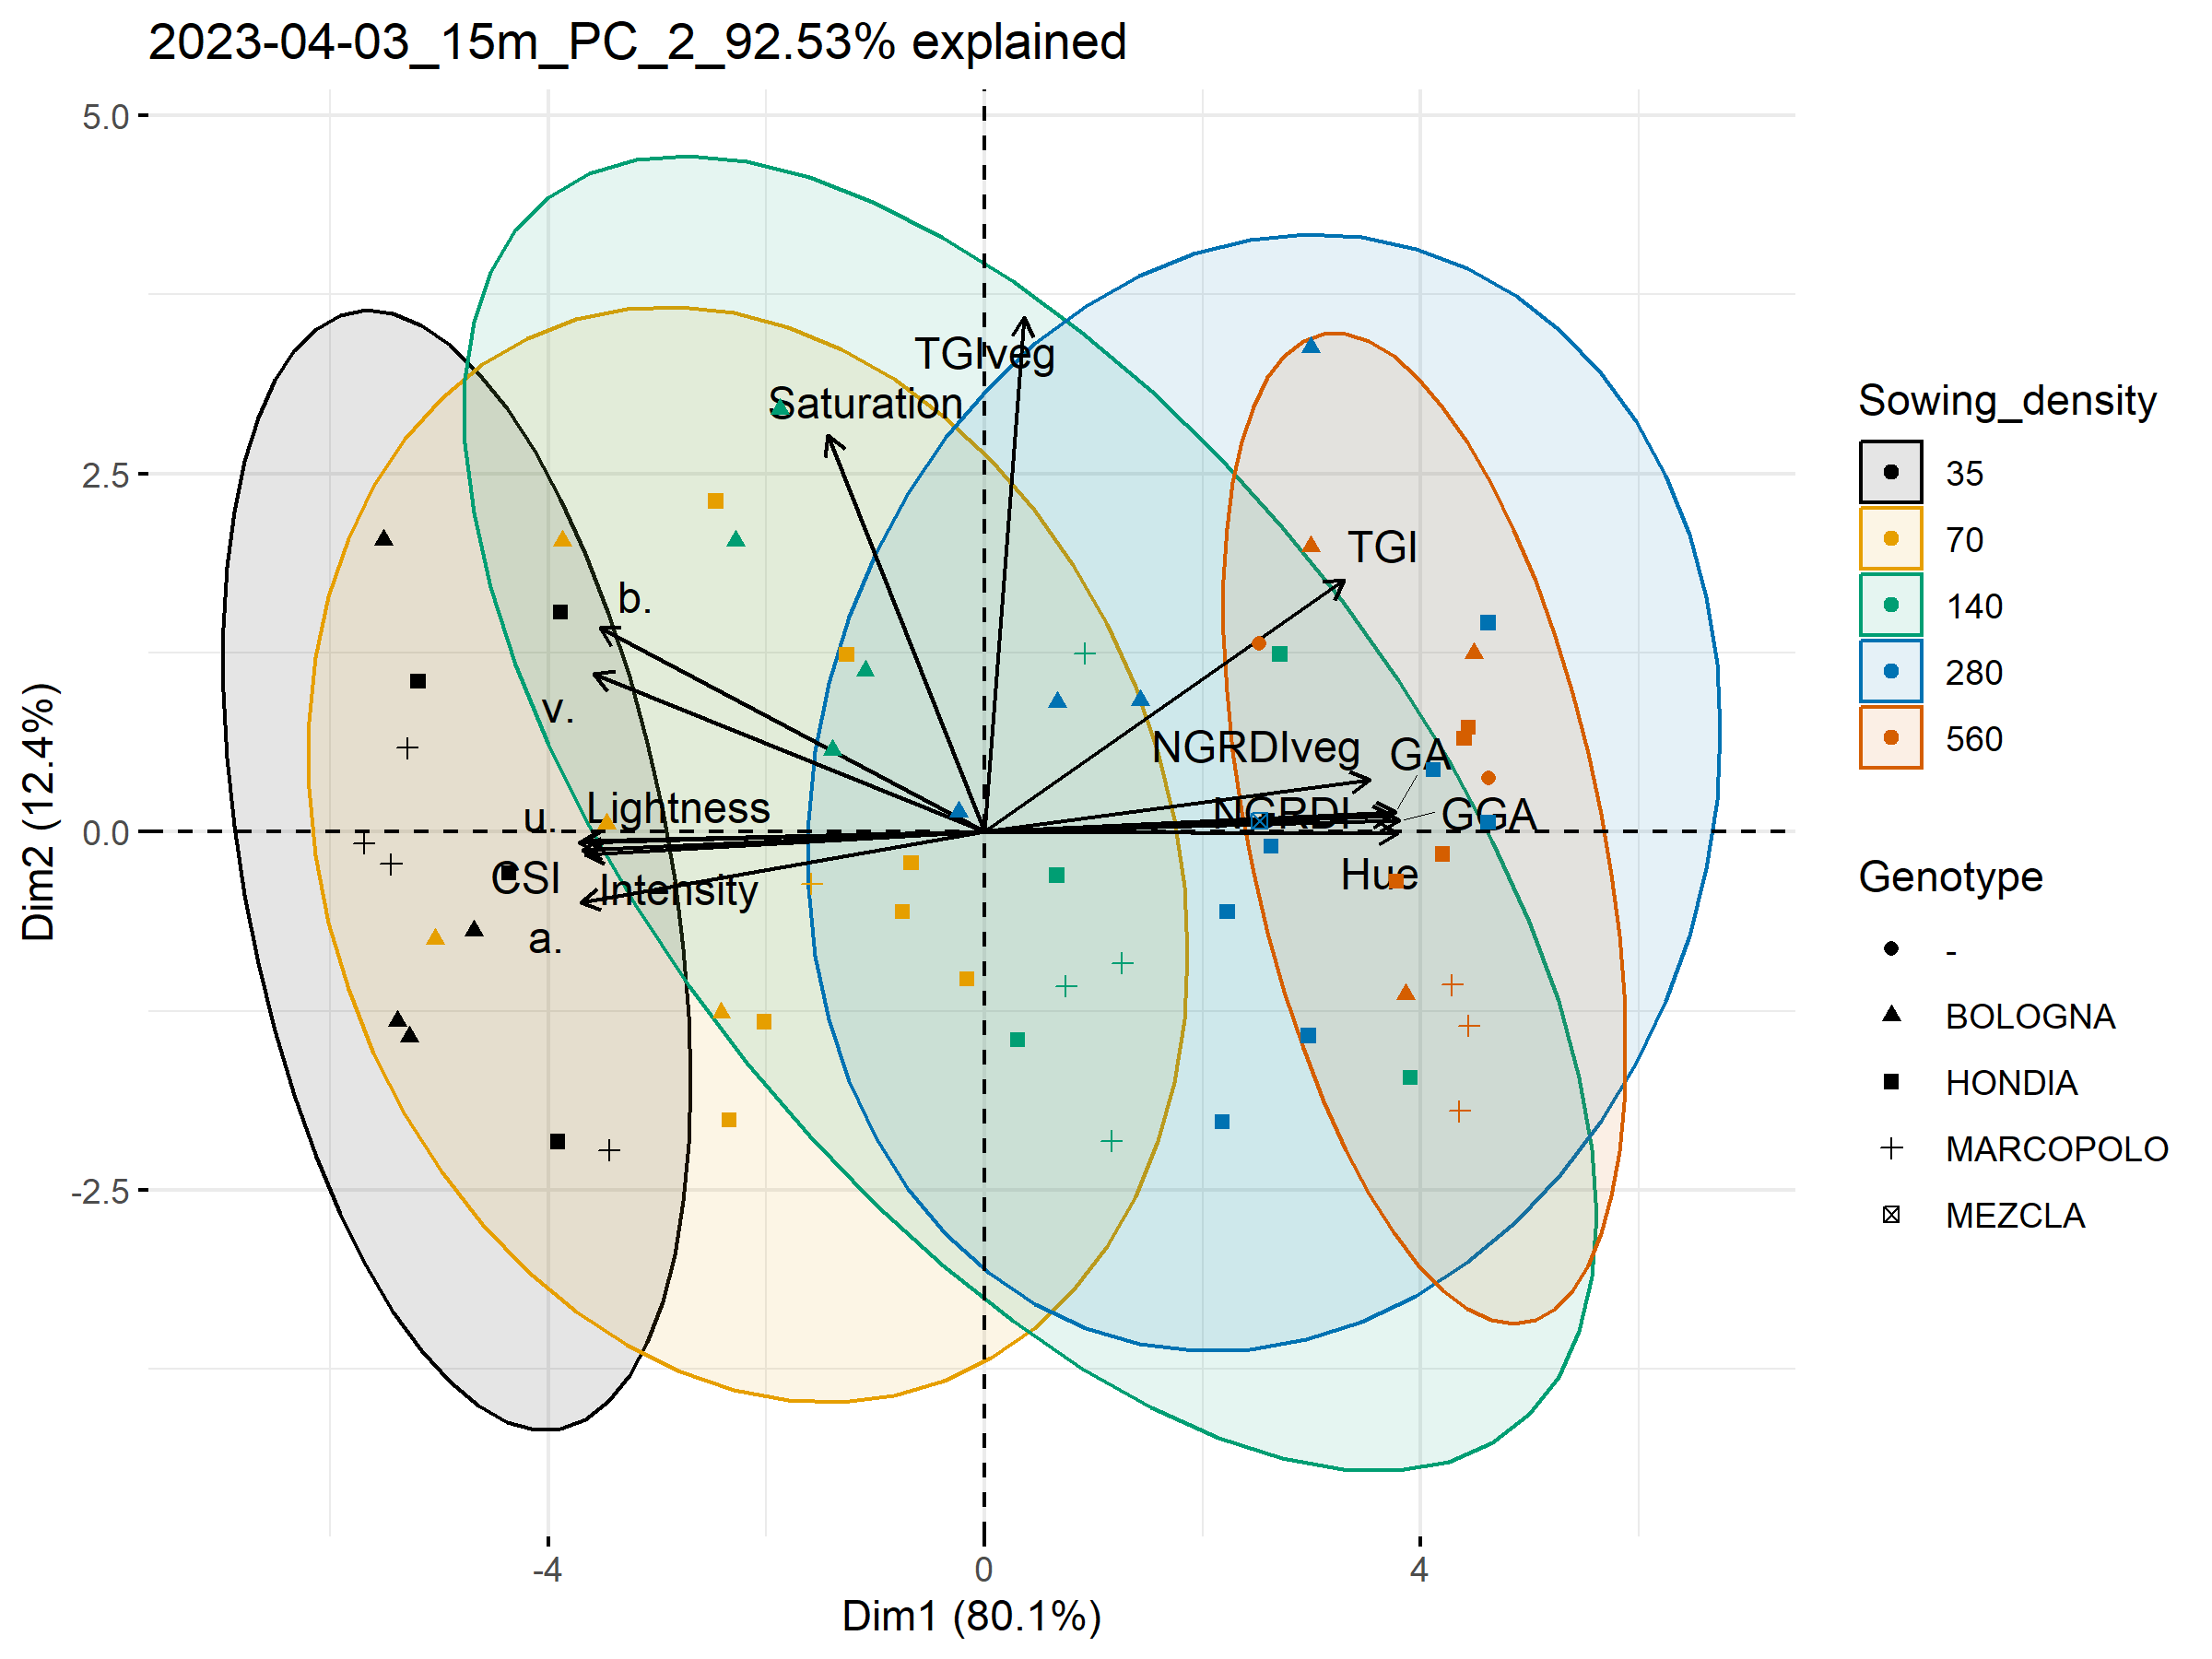 2023-04-03_15m_PC_2_92.53% explained
5.0
2.5
0.0
-2.5
Dim2 (12.4%)
-4
0
4
Dim1 (80.1%)
TGIveg
Saturation
TGI
b.
v.
NGRDIveg
GA
Lightness
u.
NGRDI
GGA
CSI
Intensity
Hue
a.
Sowing_density
35
70
140
280
560
Genotype
-
BOLOGNA
HONDIA
MARCOPOLO
MEZCLA